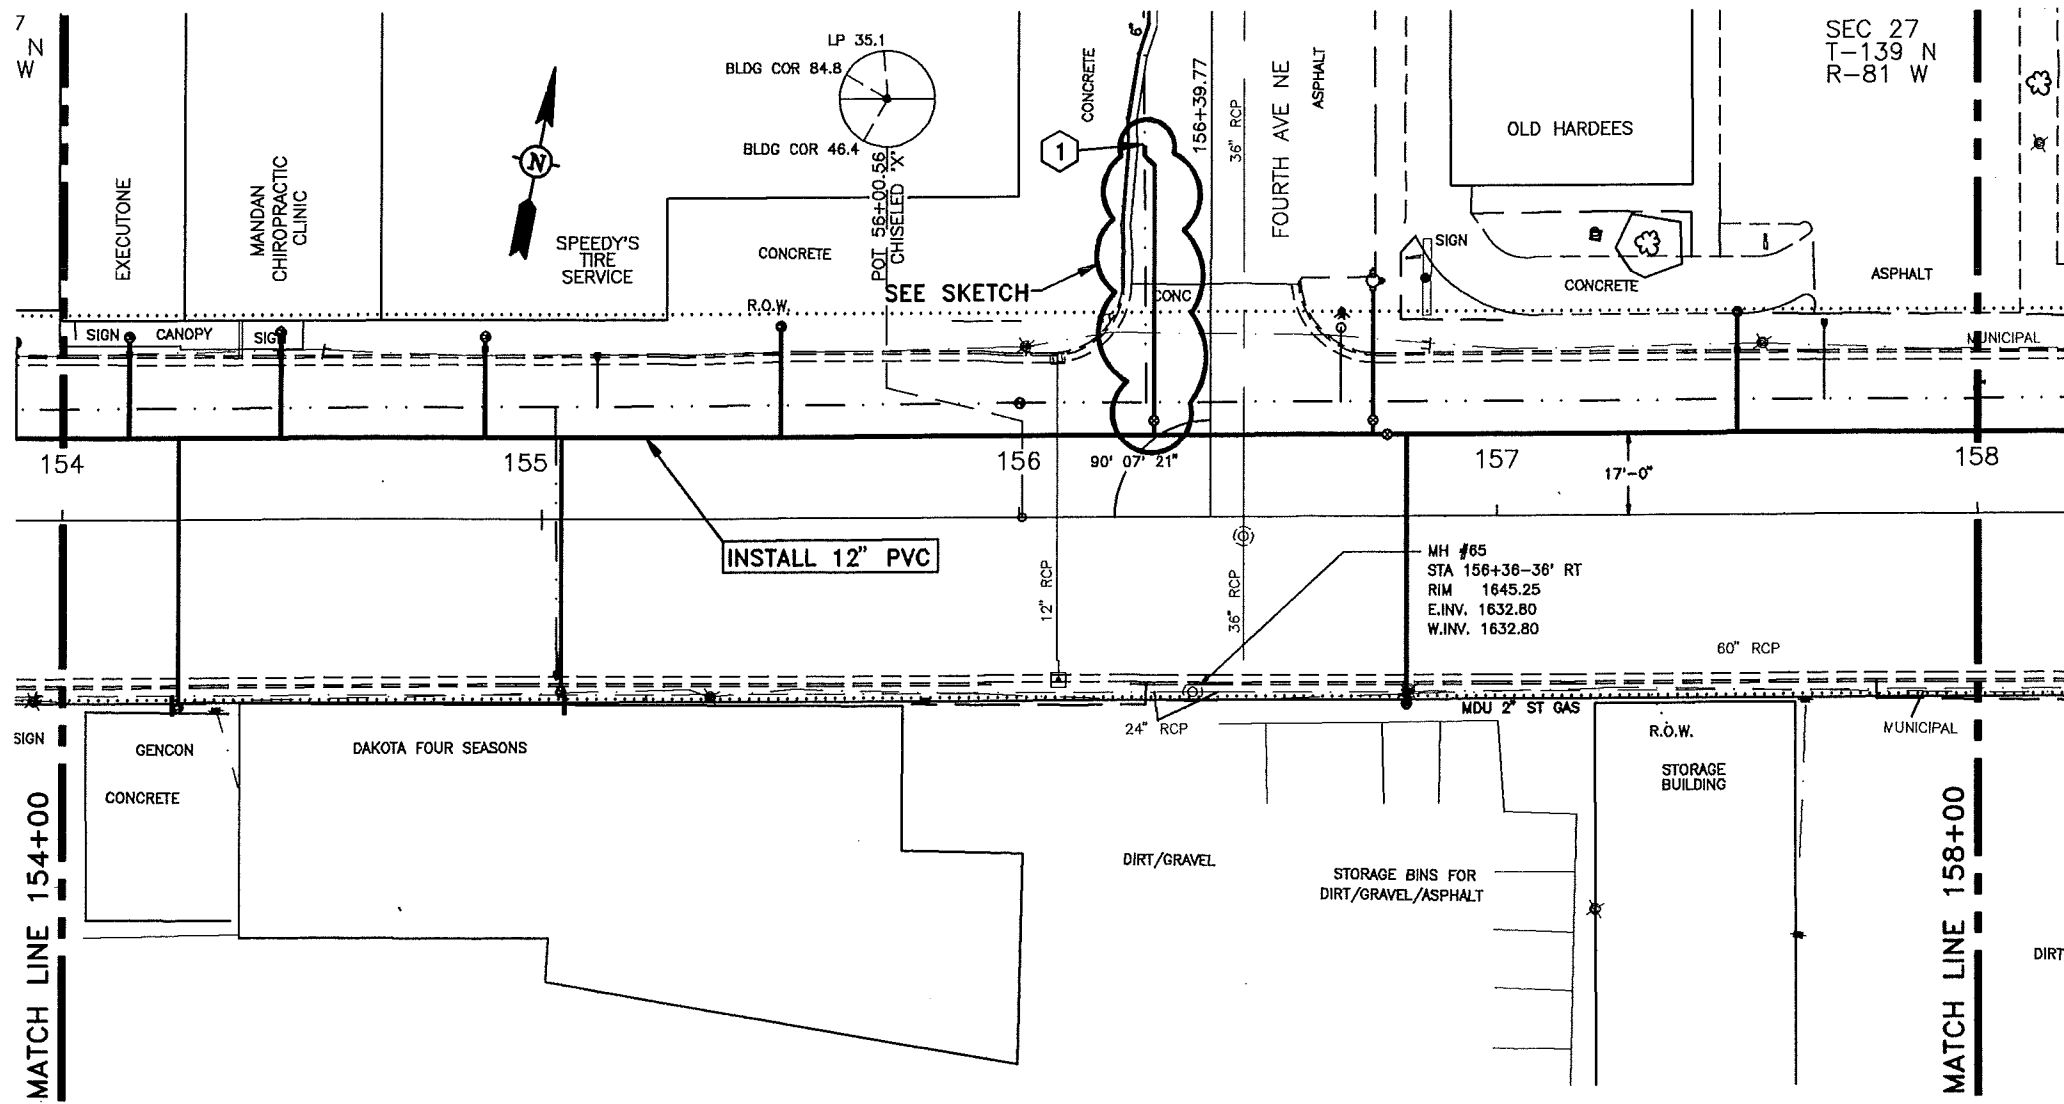 7
N
W
LP 35.1
BLDG COR 84.8
BLDG COR 46.4
POT 56+00.56
CHISELED 'X'
N
EXECUTONE
MANDAN
CHIROPRACTIC
CLINIC
SPEEDY'S
TIRE
SERVICE
CONCRETE
R.O.W.
SEE SKETCH
CONCRETE
6"
1
CONC
156+39.77
36" RCP
FOURTH AVE NE
ASPHALT
OLD HARDEES
SIGN
CONCRETE
ASPHALT
SEC 27
T-139 N
R-81 W
SIGN
CANOPY
SIGN
MUNICIPAL
154
155
156
90' 07' 21"
157
158
17'-0"
INSTALL 12" PVC
12" RCP
36" RCP
MH #65
STA 156+36-36' RT
RIM 1645.25
E.INV. 1632.80
W.INV. 1632.80
60" RCP
24" RCP
MDU 2" ST GAS
R.O.W.
MUNICIPAL
SIGN
GENCON
CONCRETE
DAKOTA FOUR SEASONS
STORAGE
BUILDING
DIRT/GRAVEL
STORAGE BINS FOR
DIRT/GRAVEL/ASPHALT
DIRT
MATCH LINE 154+00
MATCH LINE 158+00